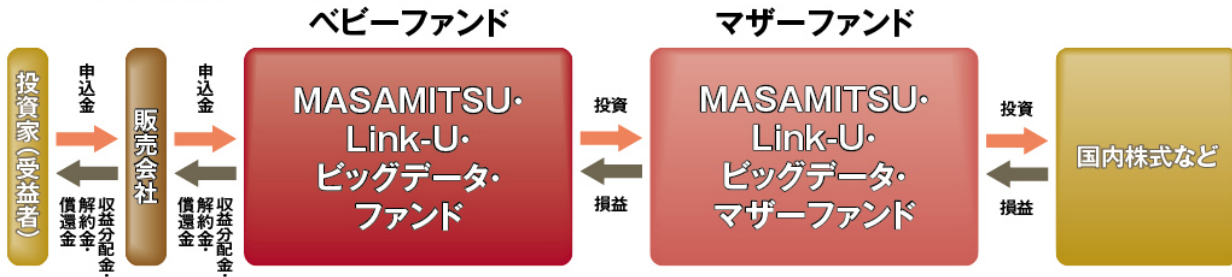 ベビーファンド
マザーファンド
投資家（受益者）
申込金
収益分配金・
解約金・
償還金
販売会社
申込金
収益分配金・
解約金・
償還金
MASAMITSU・
Link-U・
ビッグデータ・
ファンド
投資
損益
MASAMITSU・
Link-U・
ビッグデータ・
マザーファンド
投資
損益
国内株式など